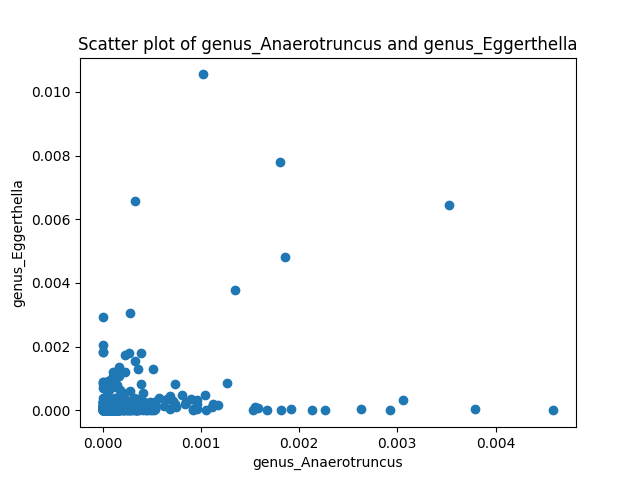 Scatter plot of genus_Anaerotruncus and genus_Eggerthella
0.010
0.008
0.006
0.004
0.002
0.000
genus_Eggerthella
0.000 0.001 0.002 0.003 0.004
genus_Anaerotruncus